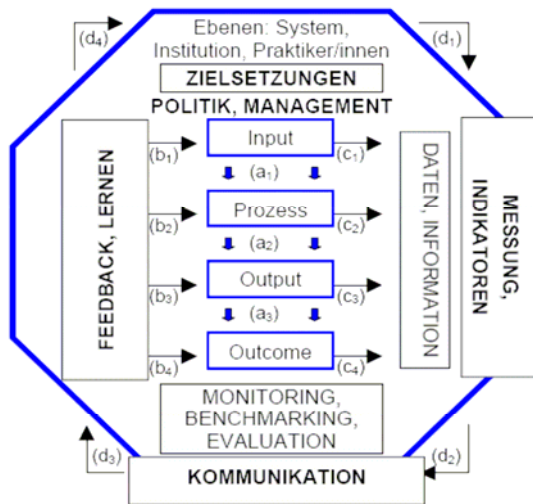 (d₄)
Ebenen: System,
Institution, Praktiker/innen
(d₁)
ZIELSETZUNGEN
POLITIK, MANAGEMENT
FEEDBACK, LERNEN
(b₁)
Input
(c₁)
(a₁)
(b₂)
Prozess
(c₂)
(a₂)
(b₃)
Output
(c₃)
(a₃)
(b₄)
Outcome
(c₄)
DATEN, INFORMATION
MESSUNG,
INDIKATOREN
MONITORING,
BENCHMARKING,
EVALUATION
(d₃)
KOMMUNIKATION
(d₂)